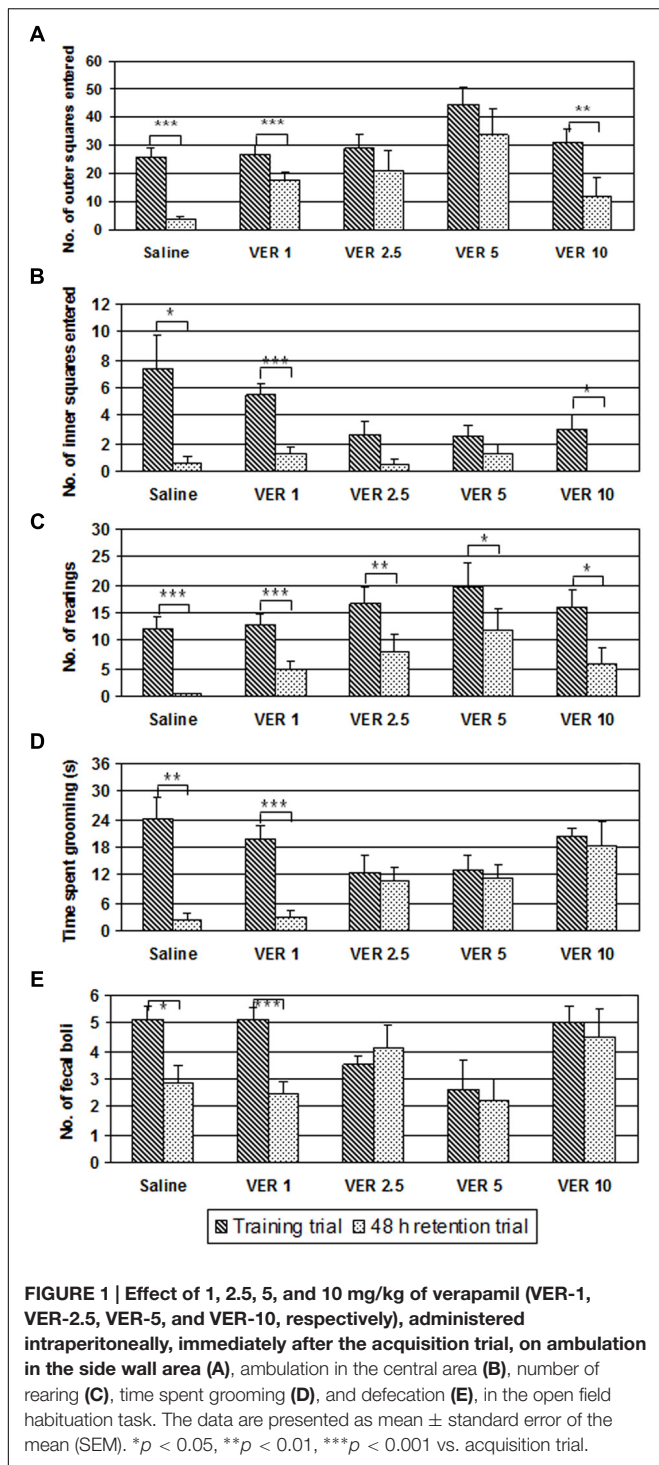 A
No. of outer squares entered
60
50
40
30
20
10
0
*** *** **
Saline VER 1 VER 2.5 VER 5 VER 10
B
No. of inner squares entered
12
10
8
6
4
2
0
* *** *
Saline VER 1 VER 2.5 VER 5 VER 10
C
No. of rearings
30
25
20
15
10
5
0
*** *** ** * *
Saline VER 1 VER 2.5 VER 5 VER 10
D
Time spent grooming (s)
36
30
24
18
12
6
0
** ***
Saline VER 1 VER 2.5 VER 5 VER 10
E
No. of fecal boli
6
5
4
3
2
1
0
* ***
Saline VER 1 VER 2.5 VER 5 VER 10
Training trial 48 h retention trial
FIGURE 1 | Effect of 1, 2.5, 5, and 10 mg/kg of verapamil (VER-1,
VER-2.5, VER-5, and VER-10, respectively), administered
intraperitoneally, immediately after the acquisition trial, on ambulation
in the side wall area (A), ambulation in the central area (B), number of
rearing (C), time spent grooming (D), and defecation (E), in the open field
habituation task. The data are presented as mean ± standard error of the
mean (SEM). *p < 0.05, **p < 0.01, ***p < 0.001 vs. acquisition trial.